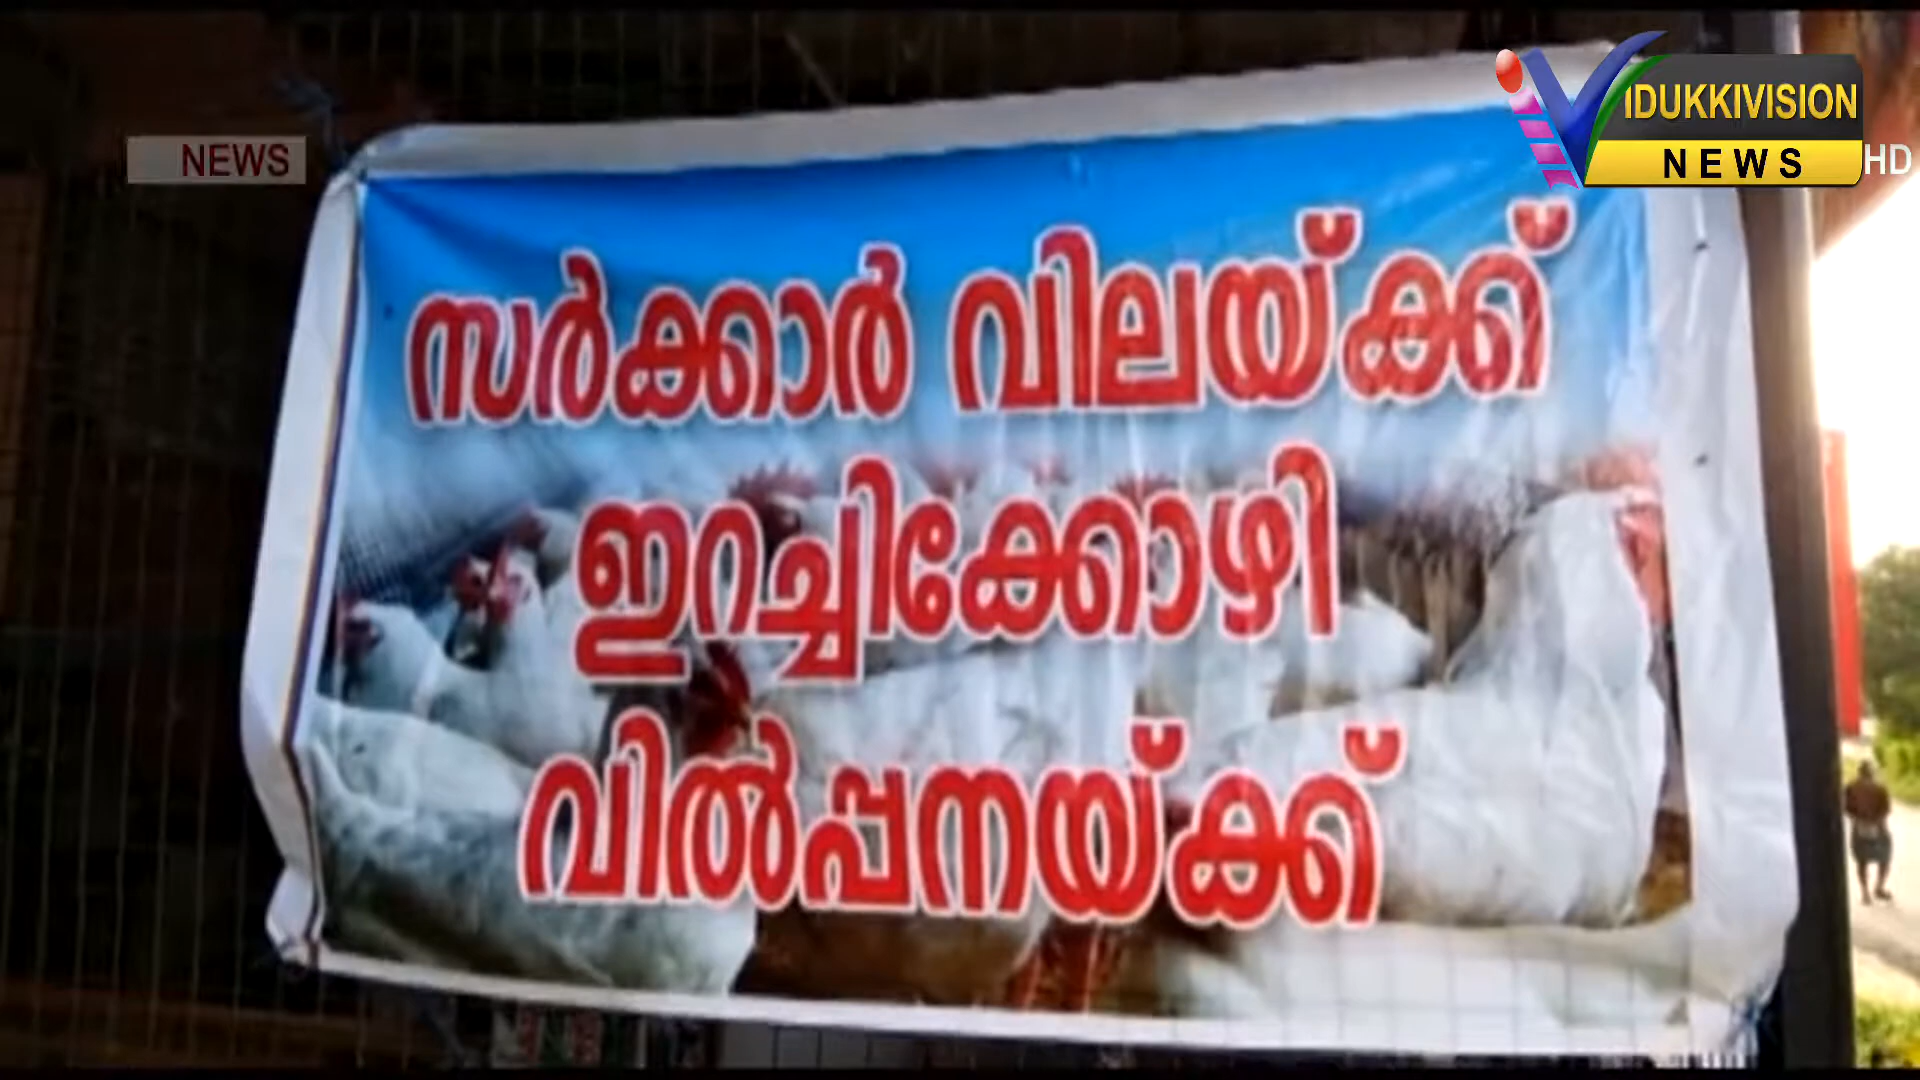 IDUKKIVISION
NEWS
NEWS
HD
സർക്കാർ വിലയ്ക്ക്
ഇറച്ചിക്കോഴി
വിൽപ്പനയ്ക്ക്